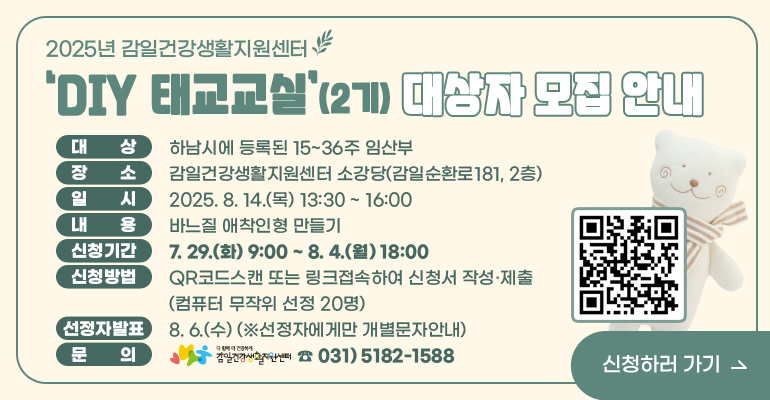 2025년 감일건강생활지원센터
'DIY 태교교실'(2기) 대상자 모집 안내
대 상 하남시에 등록된 15~36주 임산부
장 소 감일건강생활지원센터 소강당(감일순환로181, 2층)
일 시 2025. 8. 14.(목) 13:30 ~ 16:00
내 용 바느질 애착인형 만들기
신청기간 7. 29.(화) 9:00 ~ 8. 4.(월) 18:00
신청방법 QR코드스캔 또는 링크접속하여 신청서 작성·제출
(컴퓨터 무작위 선정 20명)
선정자발표 8. 6.(수) (※선정자에게만 개별문자안내)
다 함께 더 건강하게
문 의 감일건강생활지원센터 ☎ 031) 5182-1588
신청하러 가기